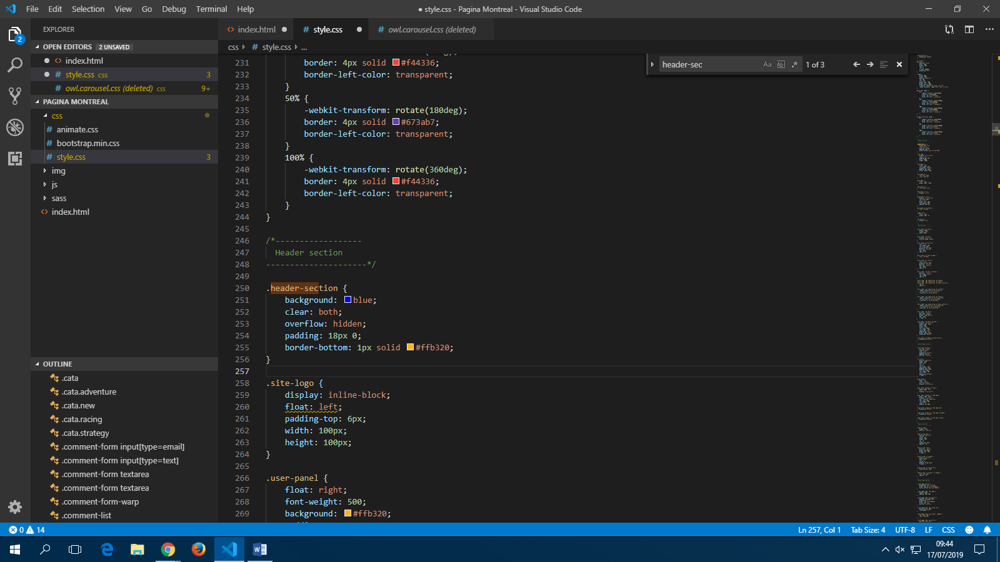 File Edit Selection View Go Debug Terminal Help
● style.css - Pagina Montreal - Visual Studio Code
EXPLORER
<> index.html ●
# style.css ●
# owl.carousel.css (deleted)
OPEN EDITORS 2 UNSAVED
css # style.css ...
● <> index.html
● # style.css css 3
# owl.carousel.css (deleted) css 9+
PAGINA MONTREAL
css
# animate.css
# bootstrap.min.css
# style.css 3
img
js
sass
<> index.html
OUTLINE
.cata
.cata.adventure
.cata.new
.cata.racing
.cata.strategy
.comment-form input[type=email]
.comment-form input[type=text]
.comment-form textarea
.comment-form textarea
.comment-form-warp
.comment-list
header-sec Aa Abl .* 1 of 3
231 border: 4px solid #f44336;
232 border-left-color: transparent;
233 }
234 50% {
235 -webkit-transform: rotate(180deg);
236 border: 4px solid #673ab7;
237 border-left-color: transparent;
238 }
239 100% {
240 -webkit-transform: rotate(360deg);
241 border: 4px solid #f44336;
242 border-left-color: transparent;
243 }
244 }
245
246 /*------------------
247 Header section
248 ---------------------*/
249
250 .header-section {
251 background: blue;
252 clear: both;
253 overflow: hidden;
254 padding: 18px 0;
255 border-bottom: 1px solid #ffb320;
256 }
257
258 .site-logo {
259 display: inline-block;
260 float: left;
261 padding-top: 6px;
262 width: 100px;
263 height: 100px;
264 }
265
266 .user-panel {
267 float: right;
268 font-weight: 500;
269 background: #ffb320;
0 14
Ln 257, Col 1 Tab Size: 4 UTF-8 LF CSS
09:44
17/07/2019
2